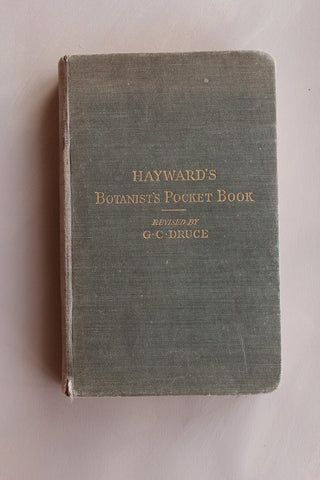 HAYWARD'S
BOTANIST'S POCKET BOOK
REVISED BY
G·C·DRUCE